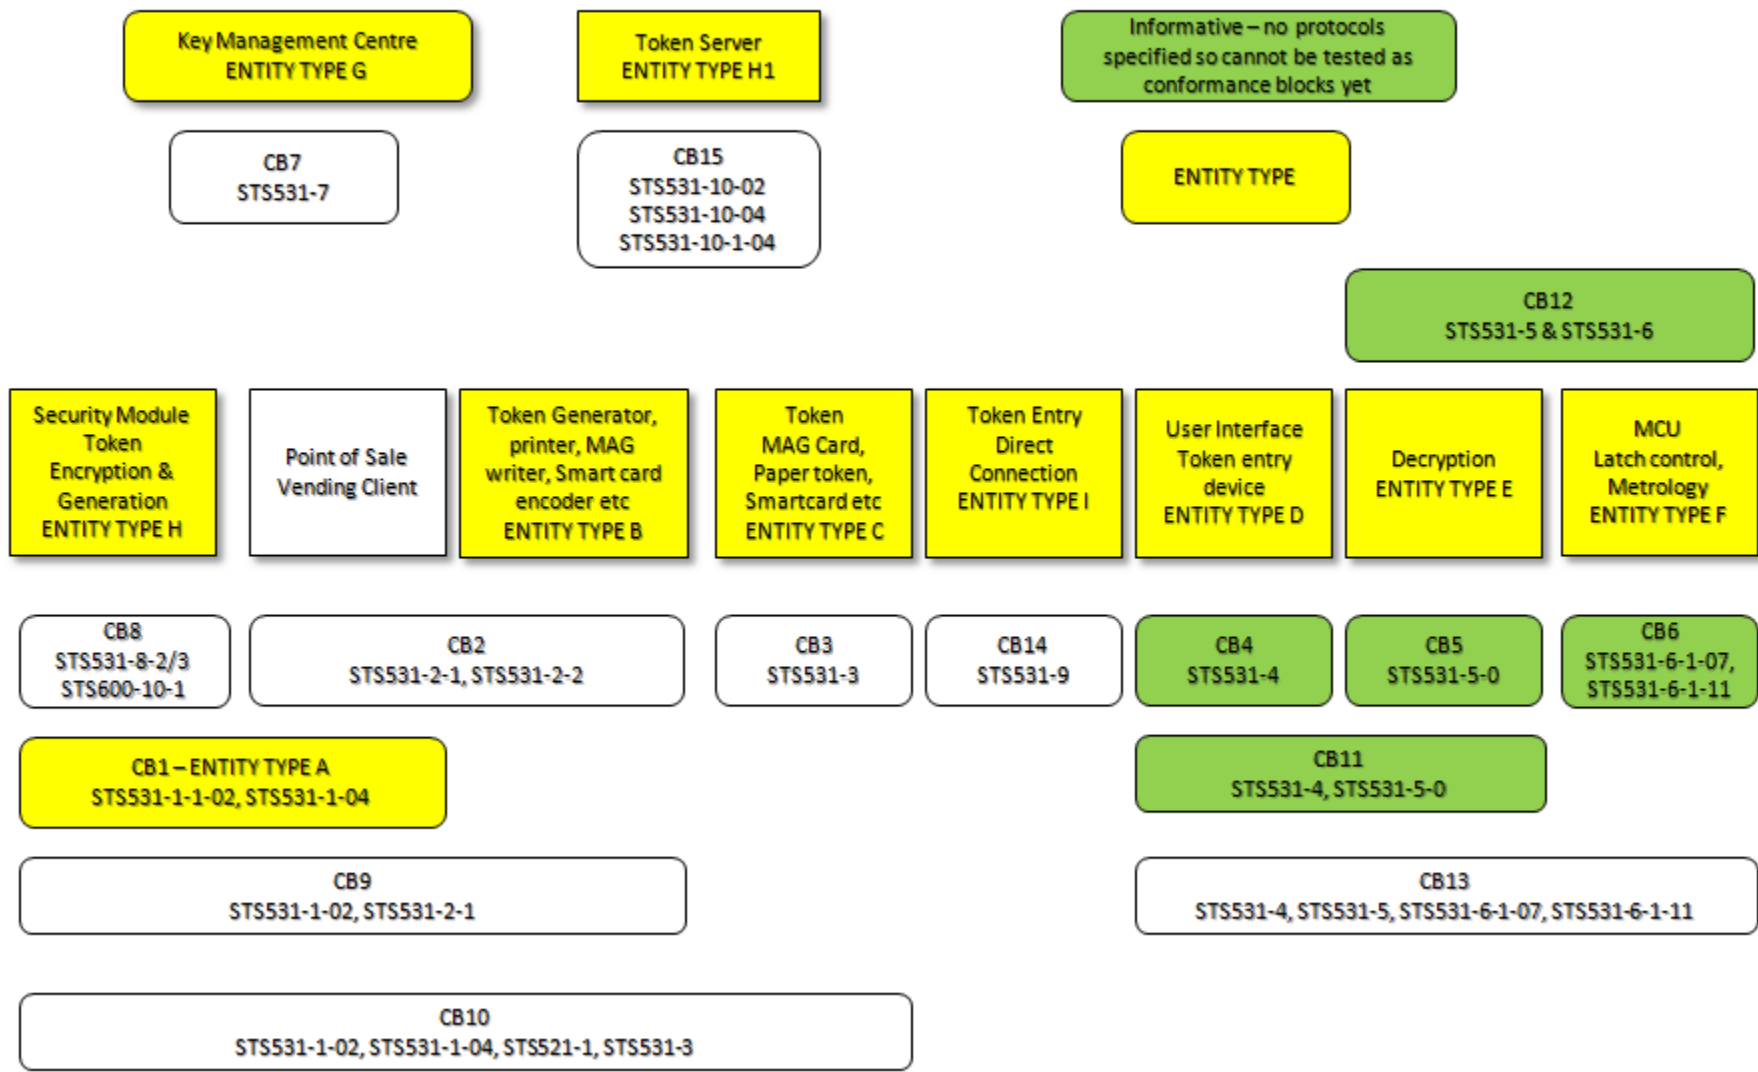 Key Management Centre
ENTITY TYPE G
Token Server
ENTITY TYPE H1
Informative – no protocols
specified so cannot be tested as
conformance blocks yet
CB7
STS531-7
CB15
STS531-10-02
STS531-10-04
STS531-10-1-04
ENTITY TYPE
CB12
STS531-5 & STS531-6
Security Module
Token
Encryption &
Generation
ENTITY TYPE H
Point of Sale
Vending Client
Token Generator,
printer, MAG
writer, Smart card
encoder etc
ENTITY TYPE B
Token
MAG Card,
Paper token,
Smartcard etc
ENTITY TYPE C
Token Entry
Direct
Connection
ENTITY TYPE I
User Interface
Token entry
device
ENTITY TYPE D
Decryption
ENTITY TYPE E
MCU
Latch control,
Metrology
ENTITY TYPE F
CB8
STS531-8-2/3
STS600-10-1
CB2
STS531-2-1, STS531-2-2
CB3
STS531-3
CB14
STS531-9
CB4
STS531-4
CB5
STS531-5-0
CB6
STS531-6-1-07,
STS531-6-1-11
CB1 – ENTITY TYPE A
STS531-1-1-02, STS531-1-04
CB11
STS531-4, STS531-5-0
CB9
STS531-1-02, STS531-2-1
CB13
STS531-4, STS531-5, STS531-6-1-07, STS531-6-1-11
CB10
STS531-1-02, STS531-1-04, STS521-1, STS531-3